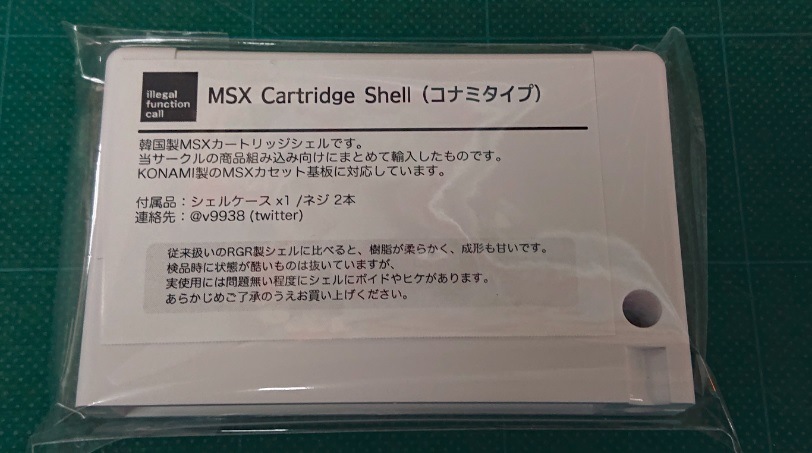 illegal
function
call
MSX Cartridge Shell (コナミタイプ)
韓国製MSXカートリッジシェルです。
当サークルの商品組み込み向けにまとめて輸入したものです。
KONAMI製のMSXカセット基板に対応しています。
付属品：シェルケース x1 /ネジ 2本
連絡先：@v9938 (twitter)
従来扱いのRGR製シェルに比べると、樹脂が柔らかく、成形も甘いです。
検品時に状態が酷いものは抜いていますが、
実使用には問題無い程度にシェルにボイドやヒケがあります。
あらかじめご了承のうえお買い上げください。